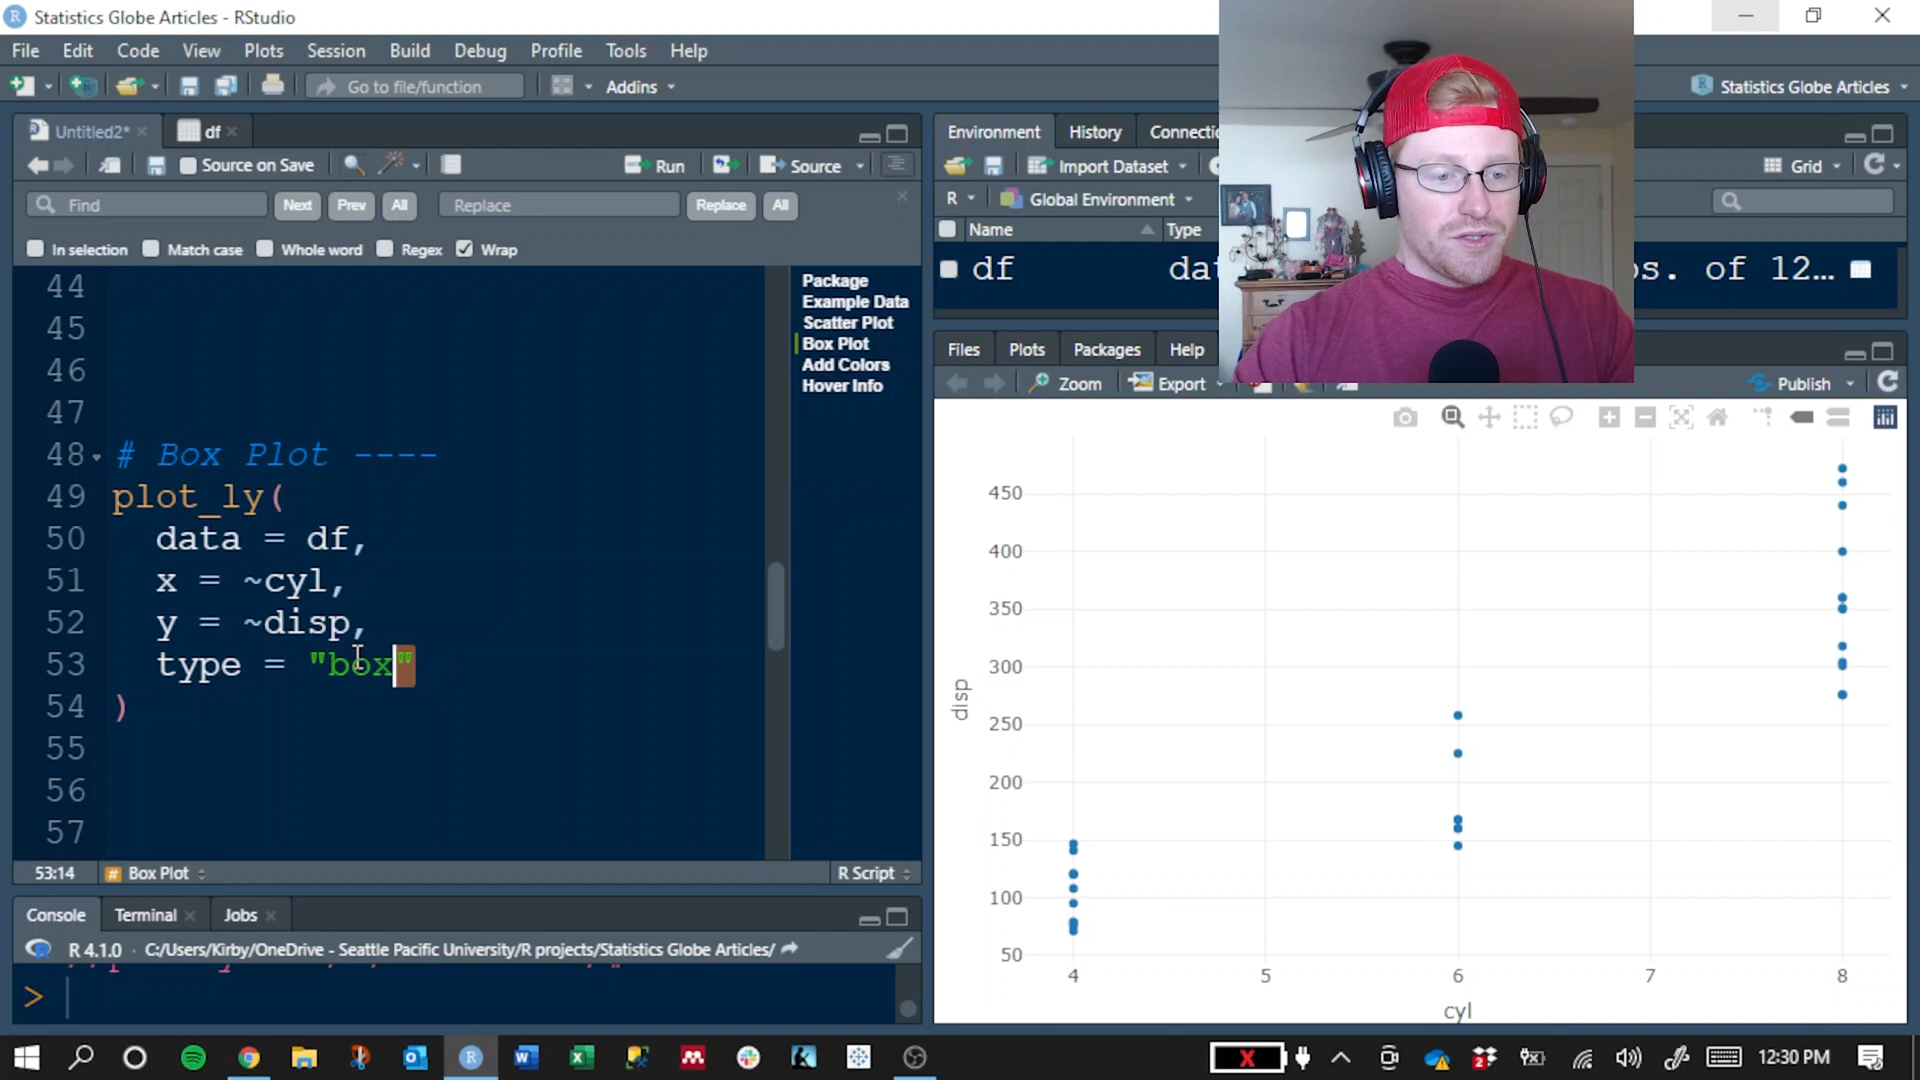 Statistics Globe Articles - RStudio
File Edit Code View Plots Session Build Debug Profile Tools Help
Go to file/function Addins
Statistics Globe Articles
Untitled2* df
Source on Save Run Source
Find Next Prev All Replace Replace All
In selection Match case Whole word Regex Wrap
44
45
46
47
48 # Box Plot ----
49 plot_ly(
50 data = df,
51 x = ~cyl,
52 y = ~disp,
53 type = "box"
54 )
55
56
57
Package
Example Data
Scatter Plot
Box Plot
Add Colors
Hover Info
53:14 Box Plot R Script
Console Terminal Jobs
R 4.1.0 · C:/Users/Kirby/OneDrive - Seattle Pacific University/R projects/Statistics Globe Articles/
>
Environment History
Import Dataset Grid
R Global Environment
Name Type
df of 12...
Files Plots Packages Help
Zoom Export Publish
450
400
350
300
250
200
150
100
50
disp
4 5 6 7 8
cyl
12:30 PM